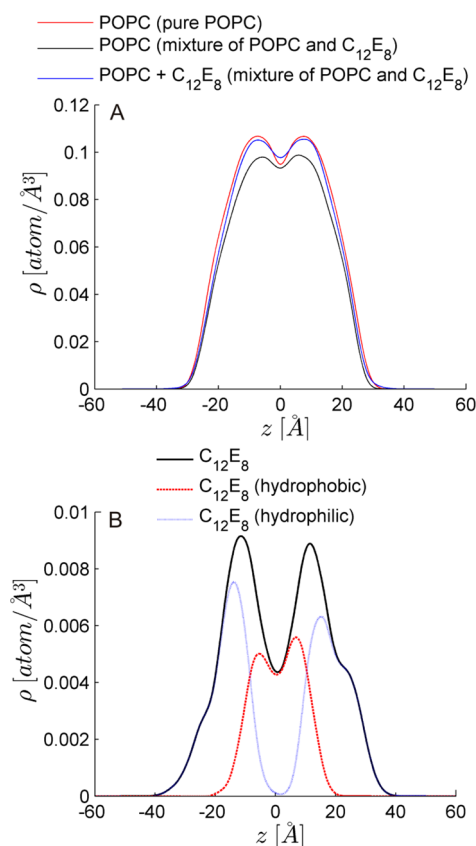 POPC (pure POPC)
POPC (mixture of POPC and C₁₂E₈)
POPC + C₁₂E₈ (mixture of POPC and C₁₂E₈)
A
0.12
0.1
0.08
0.06
0.04
0.02
0
ρ [atom/Å³]
-60 -40 -20 0 20 40 60
z [Å]
C₁₂E₈
C₁₂E₈ (hydrophobic)
C₁₂E₈ (hydrophilic)
B
0.01
0.008
0.006
0.004
0.002
0
ρ [atom/Å³]
-60 -40 -20 0 20 40 60
z [Å]